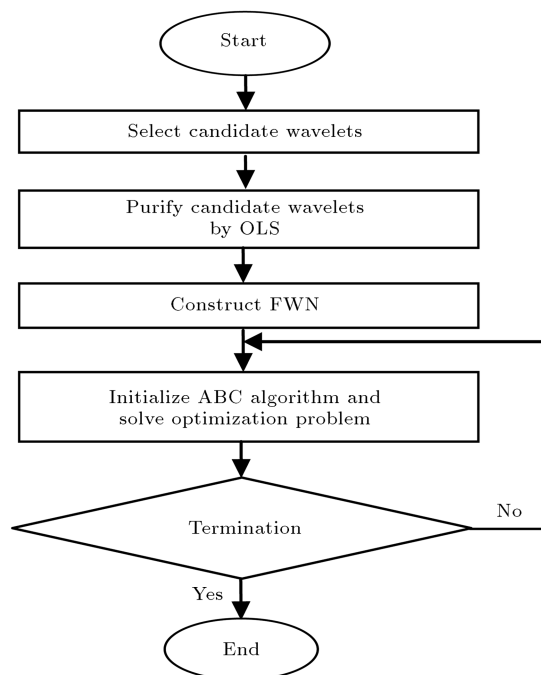 Start
Select candidate wavelets
Purify candidate wavelets
by OLS
Construct FWN
Initialize ABC algorithm and
solve optimization problem
Termination
No
Yes
End